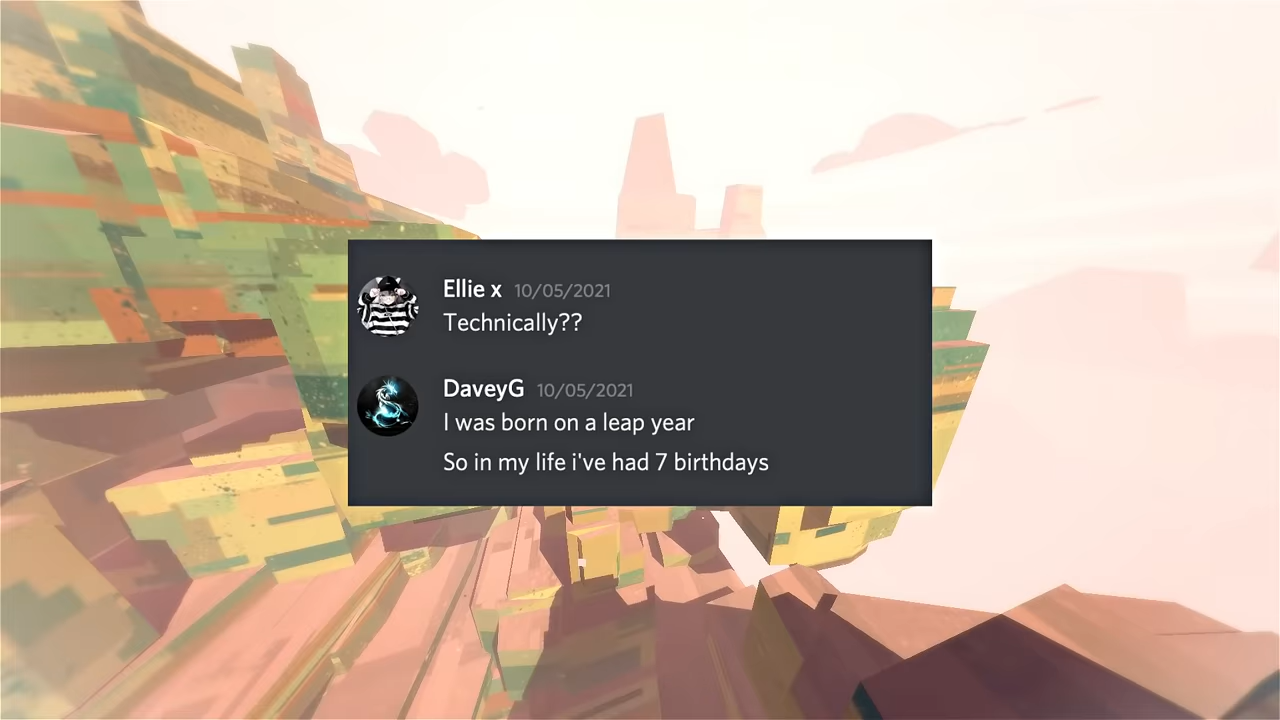 Ellie x 10/05/2021
Technically??
DaveyG 10/05/2021
I was born on a leap year
So in my life i've had 7 birthdays